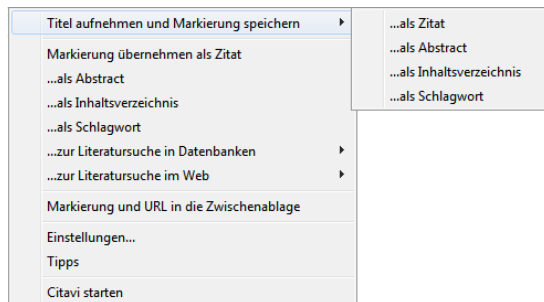 Titel aufnehmen und Markierung speichern
...als Zitat
...als Abstract
...als Inhaltsverzeichnis
...als Schlagwort
Markierung übernehmen als Zitat
...als Abstract
...als Inhaltsverzeichnis
...als Schlagwort
...zur Literatursuche in Datenbanken
...zur Literatursuche im Web
Markierung und URL in die Zwischenablage
Einstellungen...
Tipps
Citavi starten